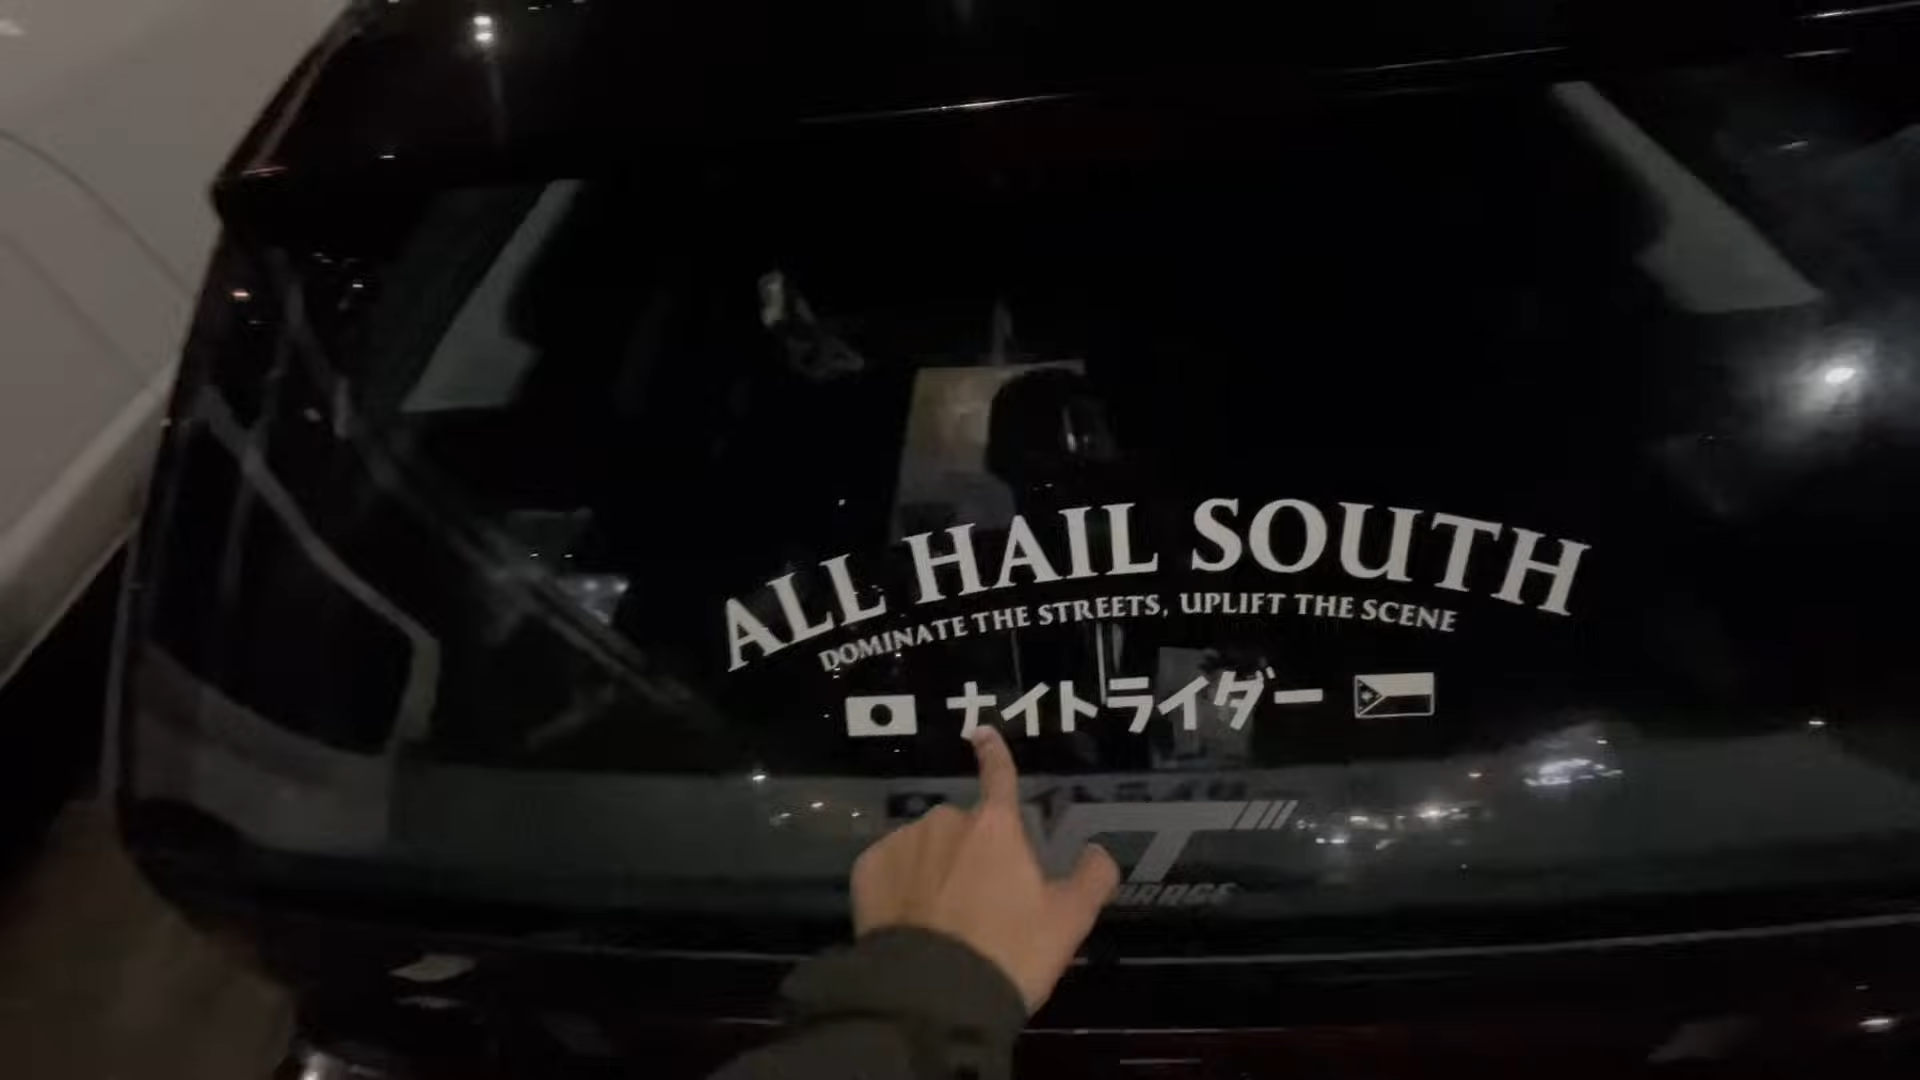 ALL HAIL SOUTH
DOMINATE THE STREETS, UPLIFT THE SCENE
ナイトライダー